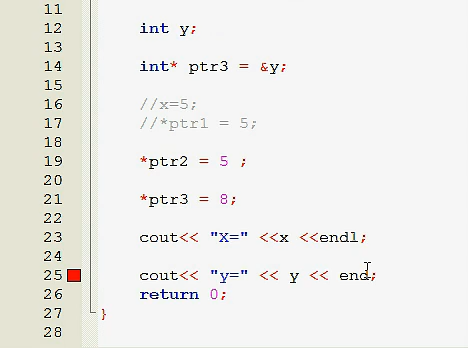 11
12 int y;
13
14 int* ptr3 = &y;
15
16 //x=5;
17 //*ptr1 = 5;
18
19 *ptr2 = 5 ;
20
21 *ptr3 = 8;
22
23 cout<< "X=" <<x <<endl;
24
25 cout<< "y=" << y << end;
26 return 0;
27 }
28